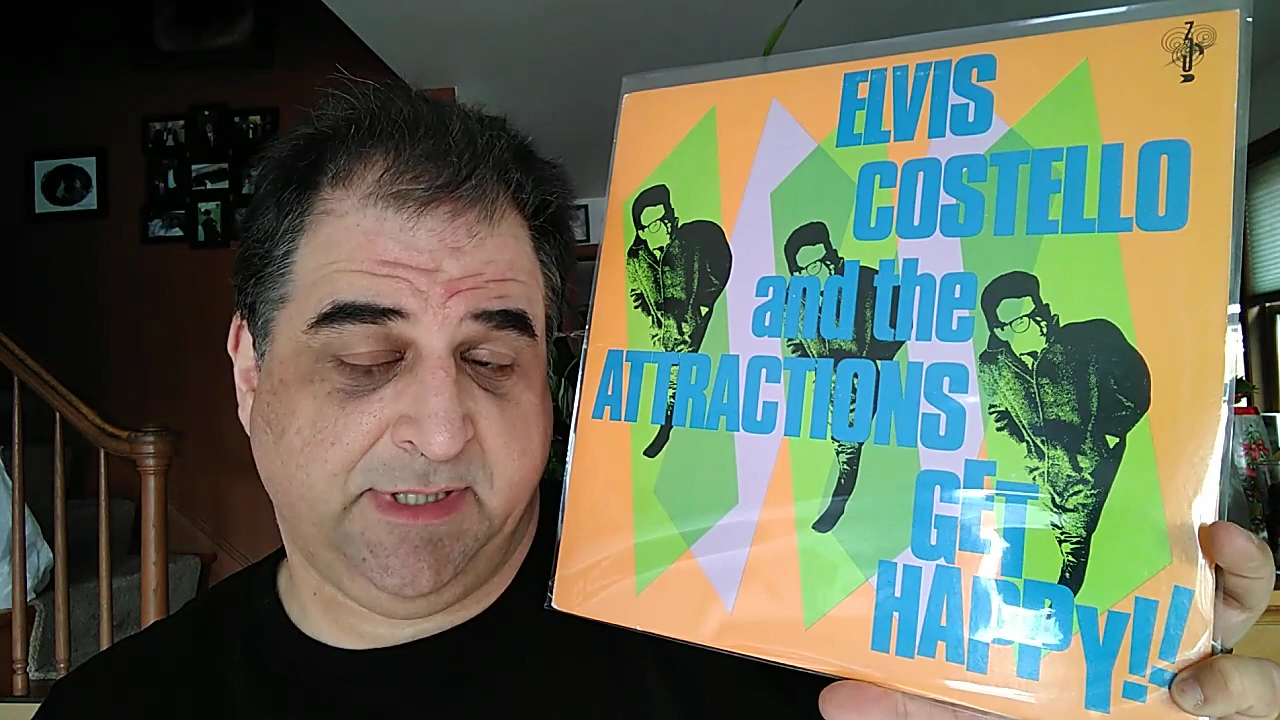 ELVIS
COSTELLO
and the
ATTRACTIONS
GET
HAPPY!!